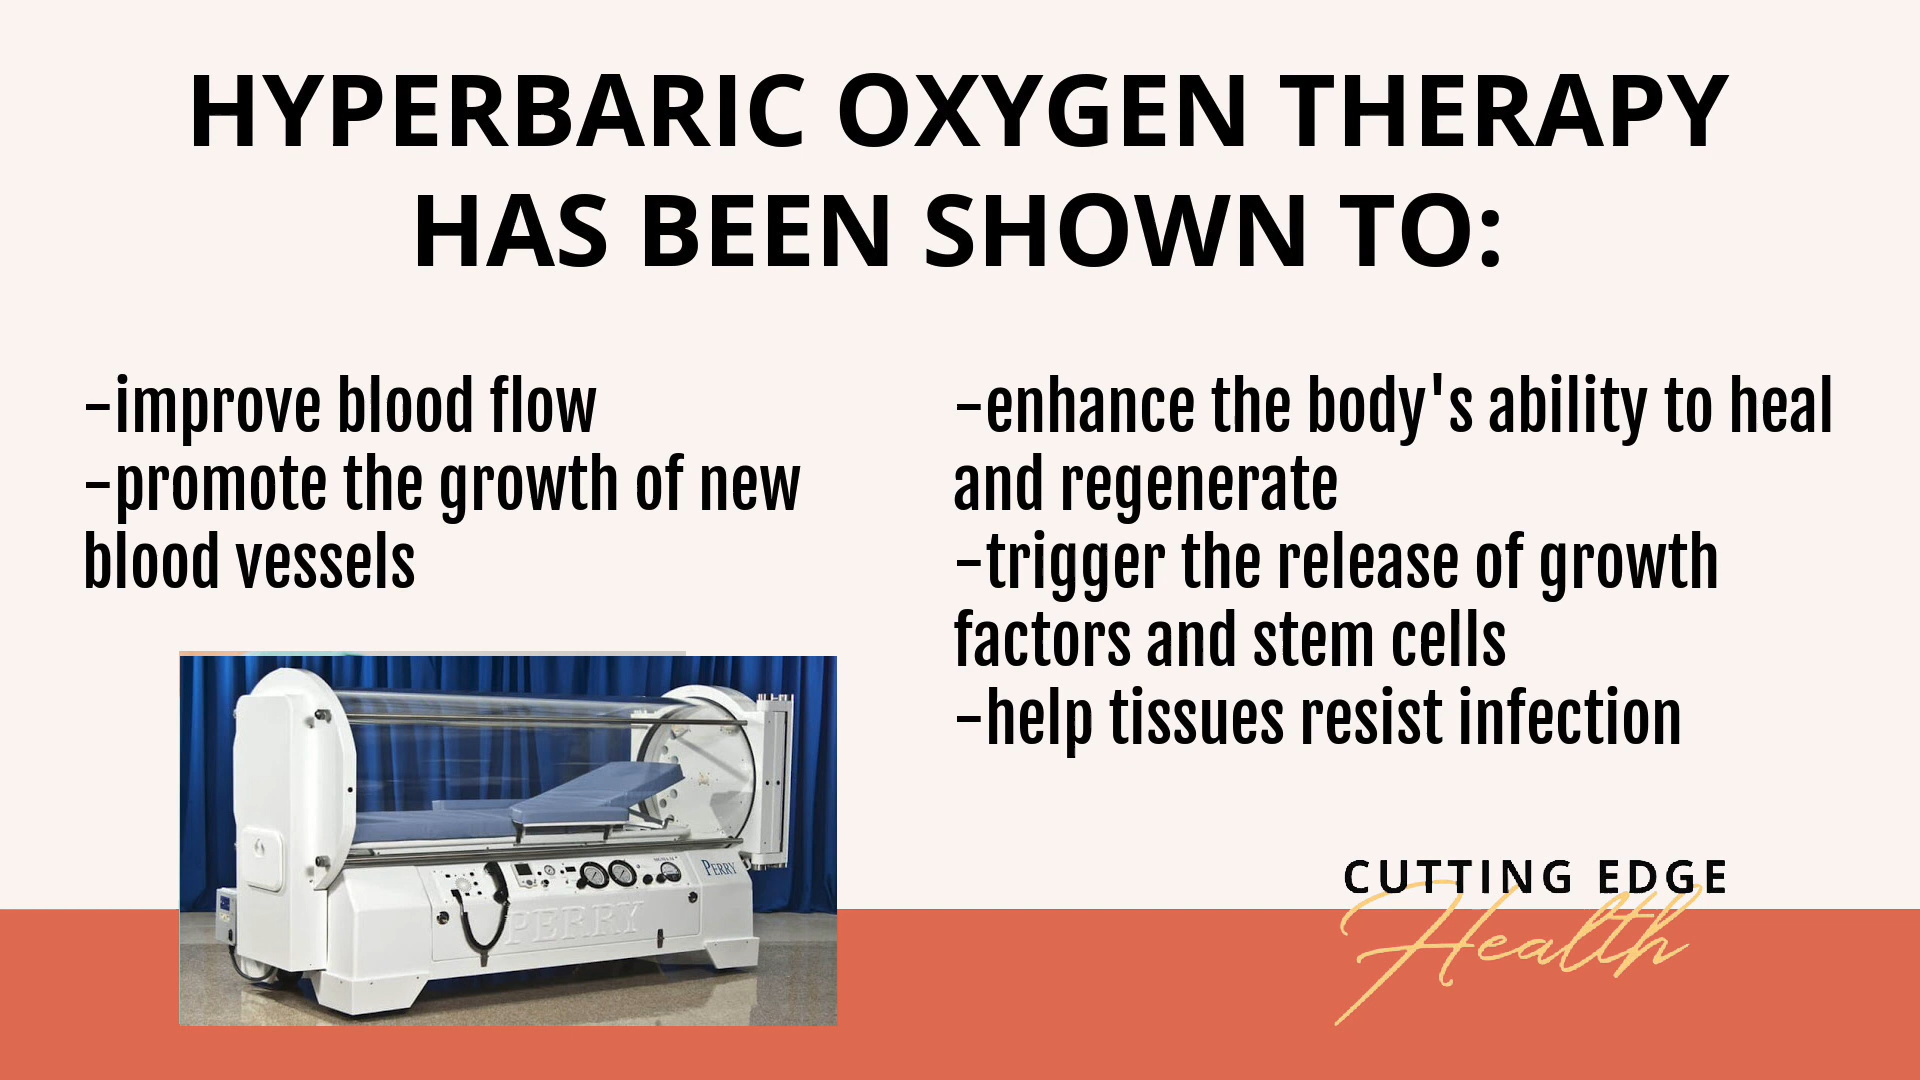 HYPERBARIC OXYGEN THERAPY
HAS BEEN SHOWN TO:
-improve blood flow
-promote the growth of new
blood vessels
-enhance the body's ability to heal
and regenerate
-trigger the release of growth
factors and stem cells
-help tissues resist infection
PERRY
PERRY
CUTTING EDGE
Health